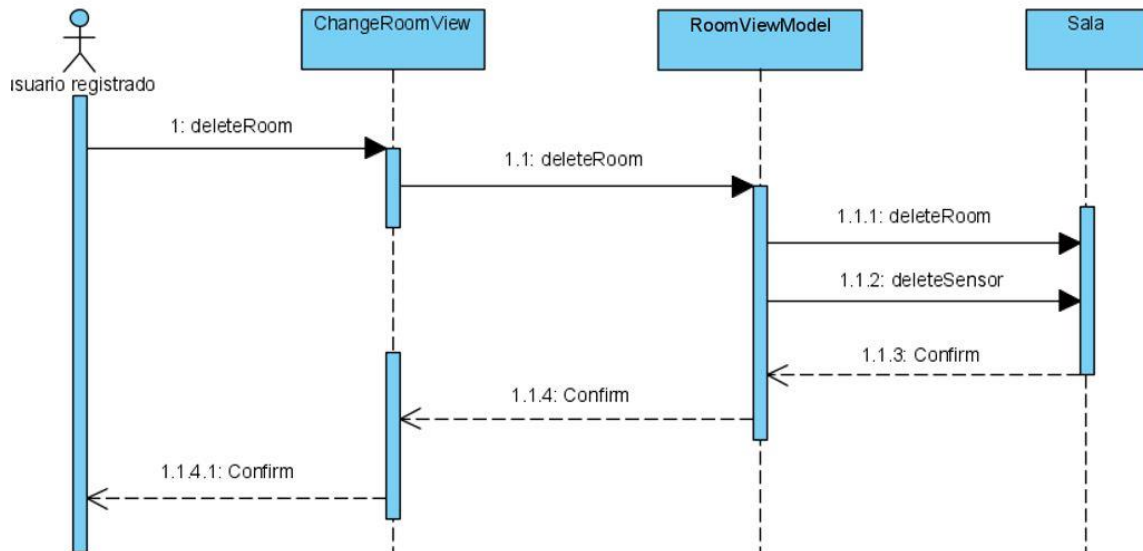 ChangeRoomView
RoomViewModel
Sala
usuario registrado
1: deleteRoom
1.1: deleteRoom
1.1.1: deleteRoom
1.1.2: deleteSensor
1.1.3: Confirm
1.1.4: Confirm
1.1.4.1: Confirm